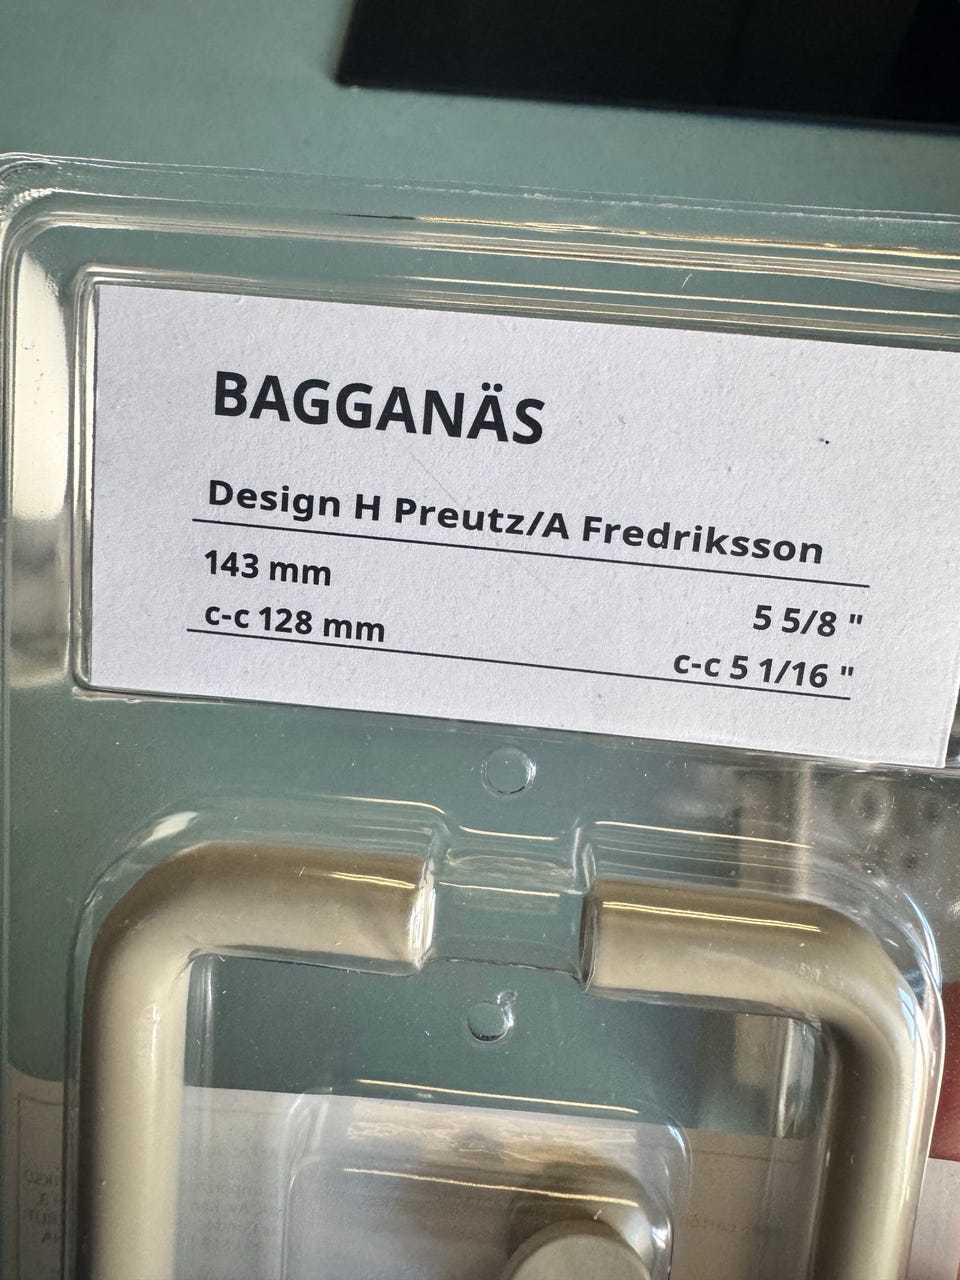 BAGGANÄS
Design H Preutz/A Fredriksson
143 mm 5 5/8 "
c-c 128 mm c-c 5 1/16 "